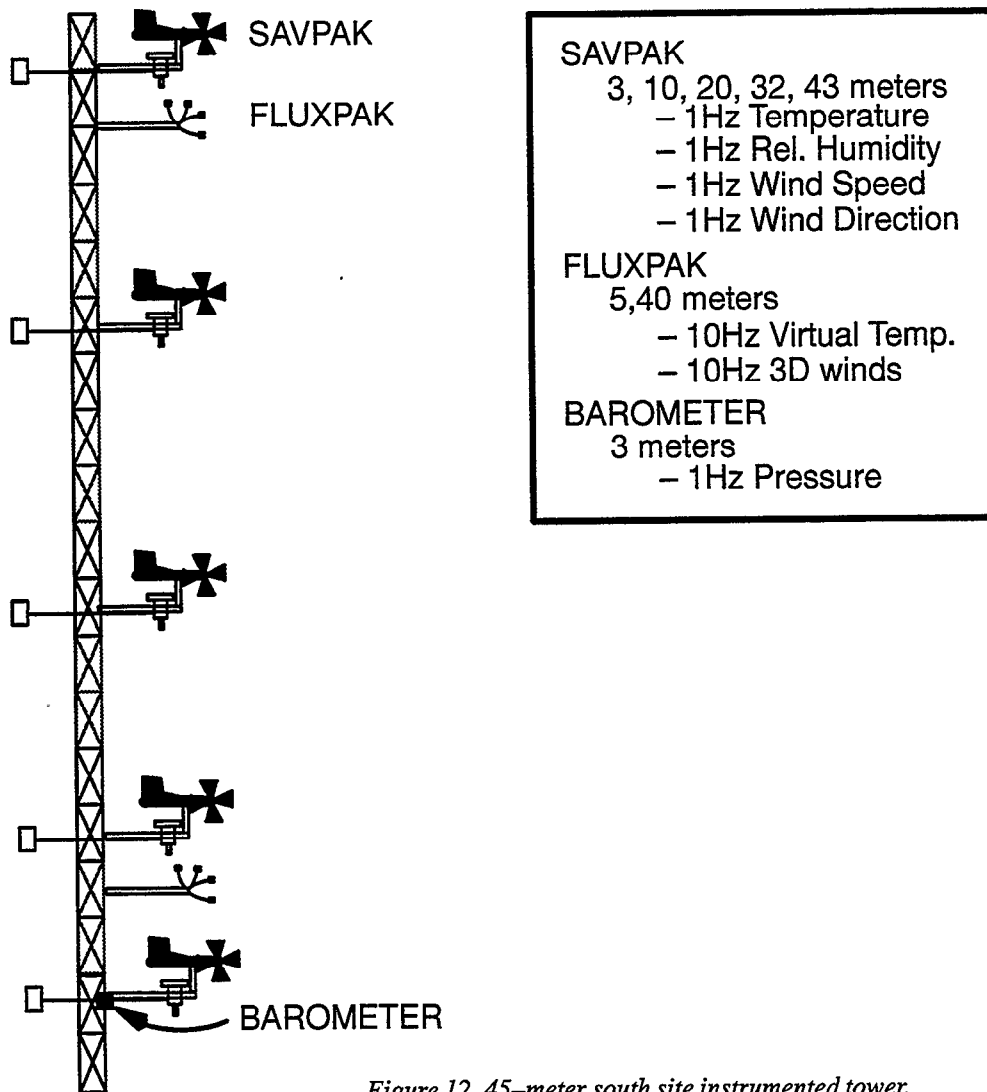 SAVPAK
FLUXPAK
SAVPAK
3, 10, 20, 32, 43 meters
– 1Hz Temperature
– 1Hz Rel. Humidity
– 1Hz Wind Speed
– 1Hz Wind Direction
FLUXPAK
5,40 meters
– 10Hz Virtual Temp.
– 10Hz 3D winds
BAROMETER
3 meters
– 1Hz Pressure
BAROMETER
Figure 12. 45–meter south site instrumented tower.